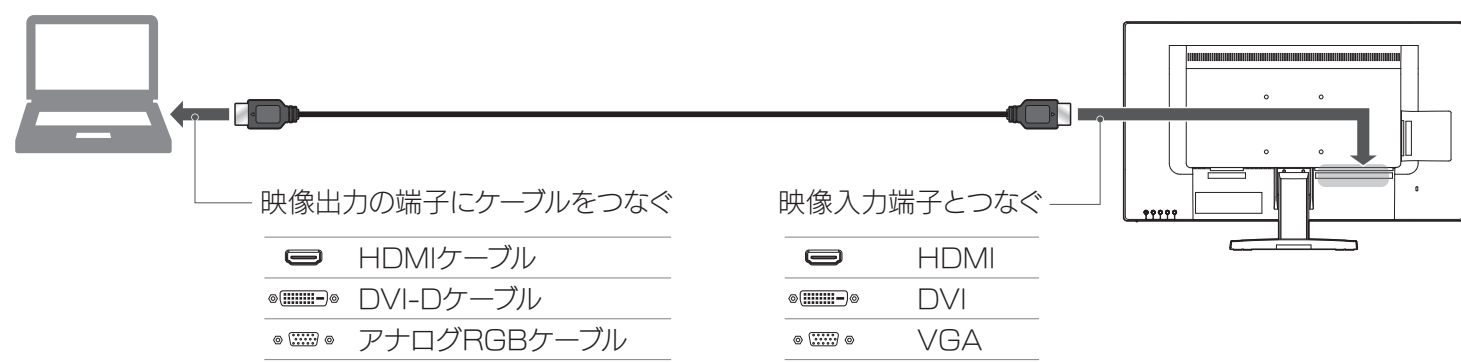 映像出力の端子にケーブルをつなぐ
HDMIケーブル
DVI-Dケーブル
アナログRGBケーブル
映像入力端子とつなぐ
HDMI
DVI
VGA